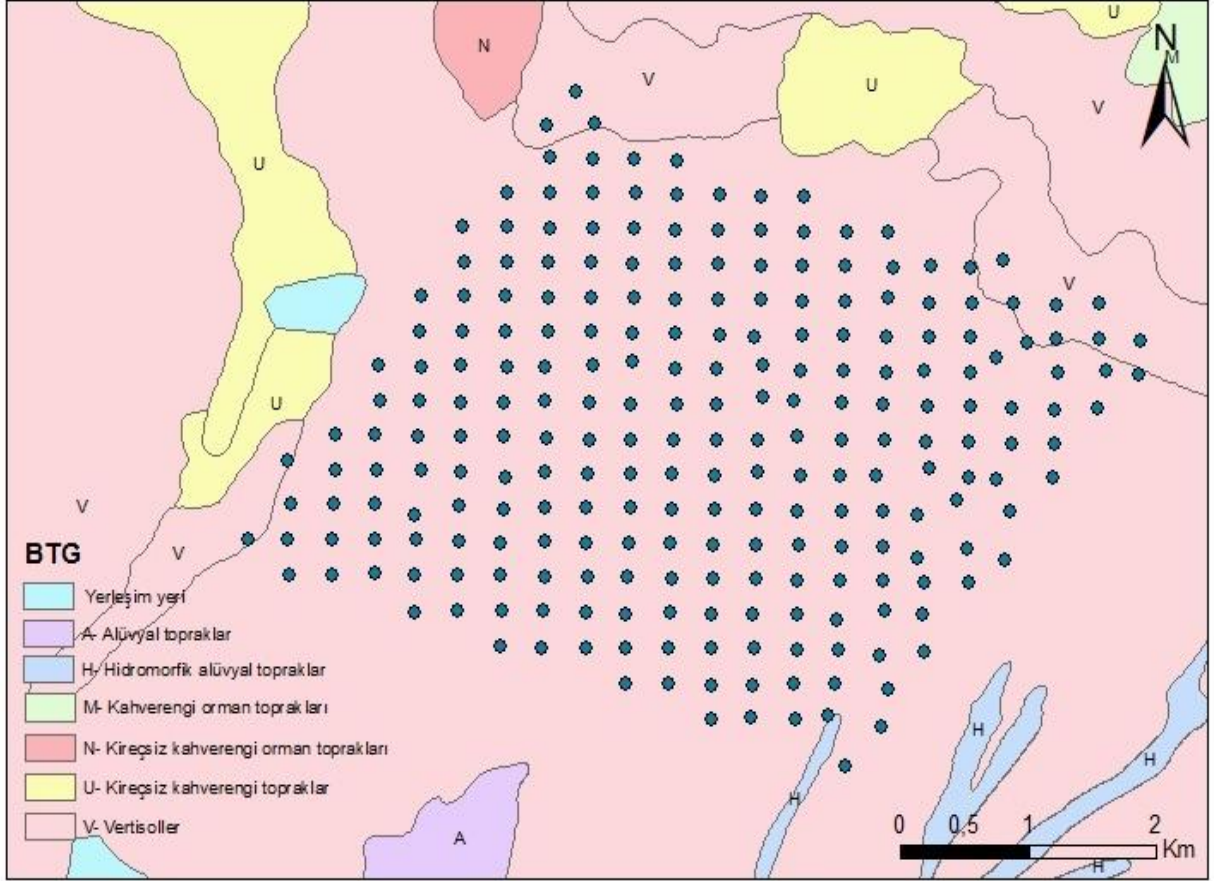 U
N
N
M
V
U
V
U
V
U
V
V
BTG
Yerleşim yeri
A- Alüvyal topraklar
H- Hidromorfik alüvyal topraklar
M- Kahverengi orman toprakları
N- Kireçsiz kahverengi orman toprakları
U- Kireçsiz kahverengi topraklar
V- Vertisoller
H
H
H
A
H
0 0,5 1 2
Km